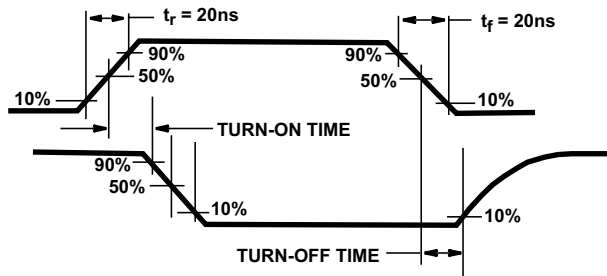 tr = 20ns
tf = 20ns
90%
90%
50%
50%
10%
10%
TURN-ON TIME
90%
50%
10%
10%
TURN-OFF TIME